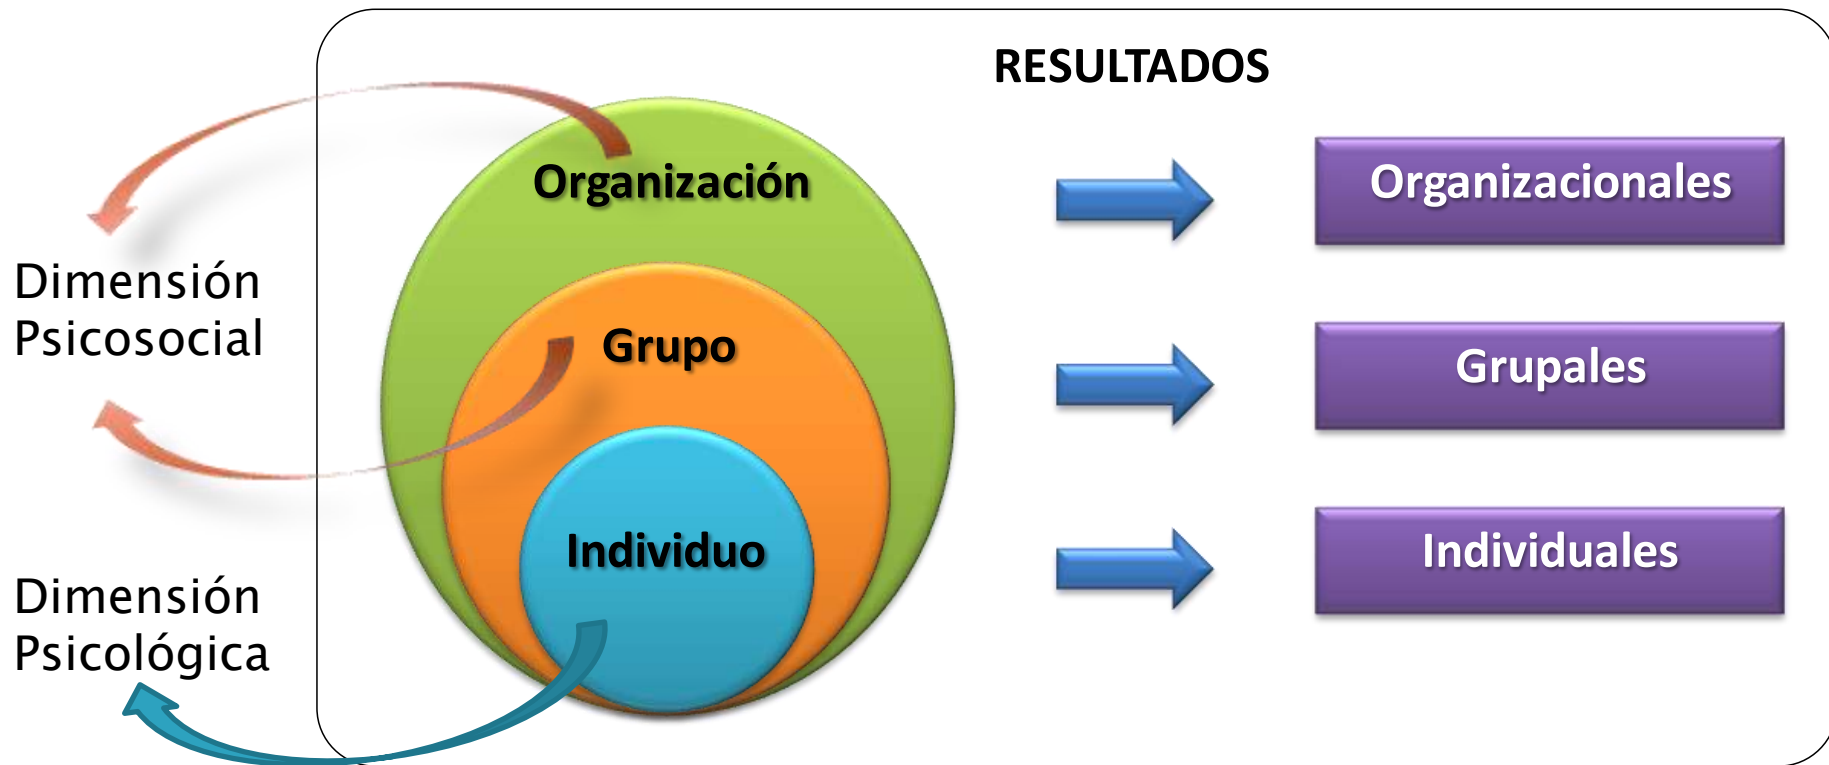 RESULTADOS
Organización
Organizacionales
Dimensión
Psicosocial
Grupo
Grupales
Individuo
Individuales
Dimensión
Psicológica